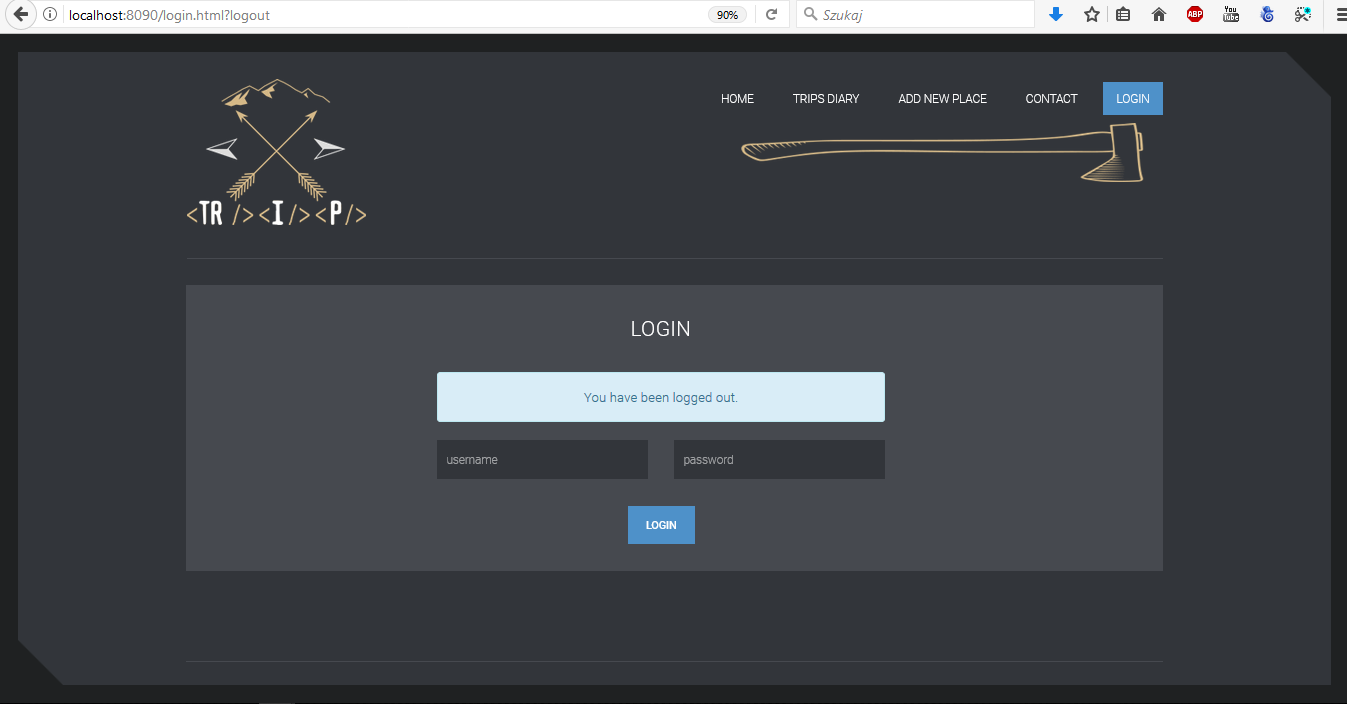 localhost:8090/login.html?logout
90%
Szukaj
ABP
You
Tube
HOME
TRIPS DIARY
ADD NEW PLACE
CONTACT
LOGIN
<TR /><I/><P/>
LOGIN
You have been logged out.
username
password
LOGIN